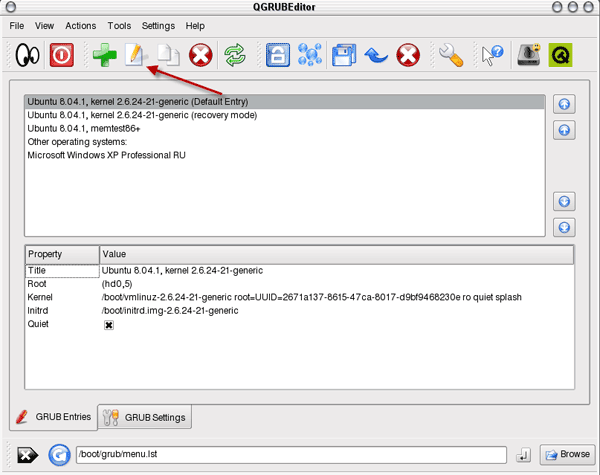 QGRUBEditor
File View Actions Tools Settings Help
Ubuntu 8.04.1, kernel 2.6.24-21-generic (Default Entry)
Ubuntu 8.04.1, kernel 2.6.24-21-generic (recovery mode)
Ubuntu 8.04.1, memtest86+
Other operating systems:
Microsoft Windows XP Professional RU
Property Value
Title Ubuntu 8.04.1, kernel 2.6.24-21-generic
Root (hd0,5)
Kernel /boot/vmlinuz-2.6.24-21-generic root=UUID=2671a137-8615-47ca-8017-d9bf9468230e ro quiet splash
Initrd /boot/initrd.img-2.6.24-21-generic
Quiet
GRUB Entries GRUB Settings
/boot/grub/menu.lst Browse